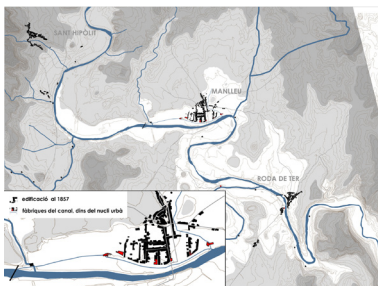 SANT HIPÒLIT
MANLLEU
RODA DE TER
edificació al 1857
fàbriques del canal, dins del nucli urbà